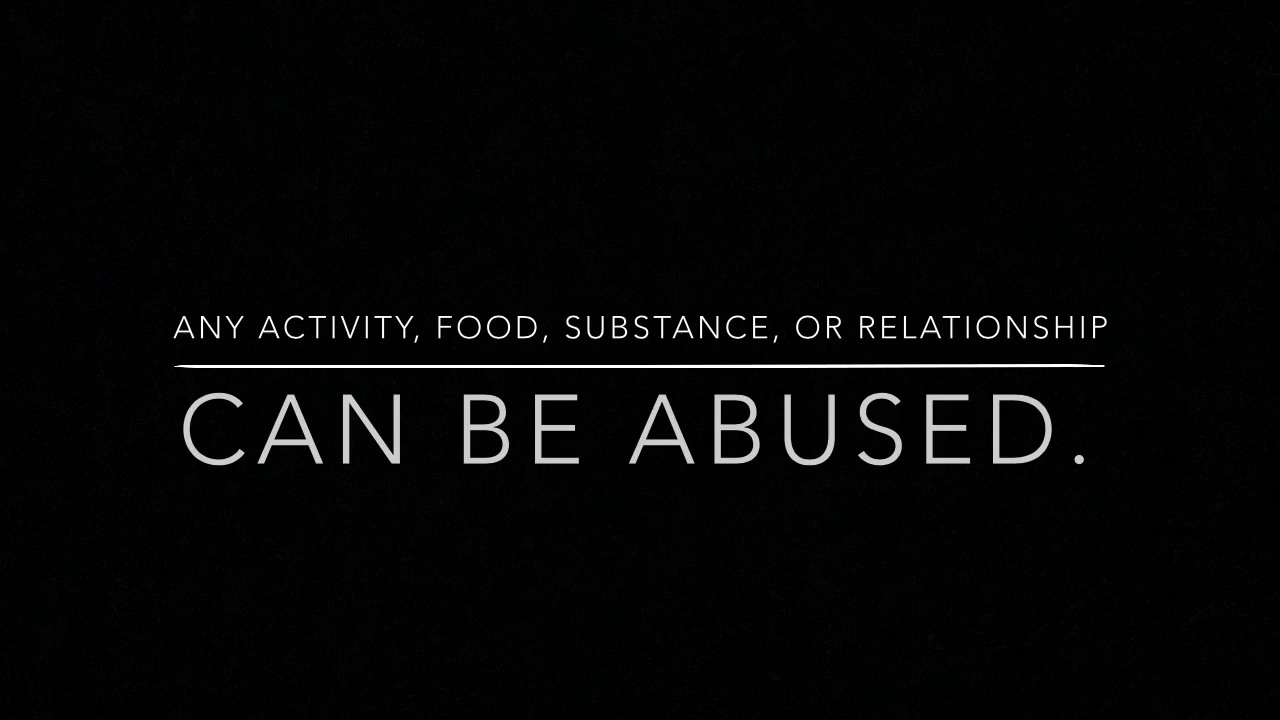 ANY ACTIVITY, FOOD, SUBSTANCE, OR RELATIONSHIP
CAN BE ABUSED.